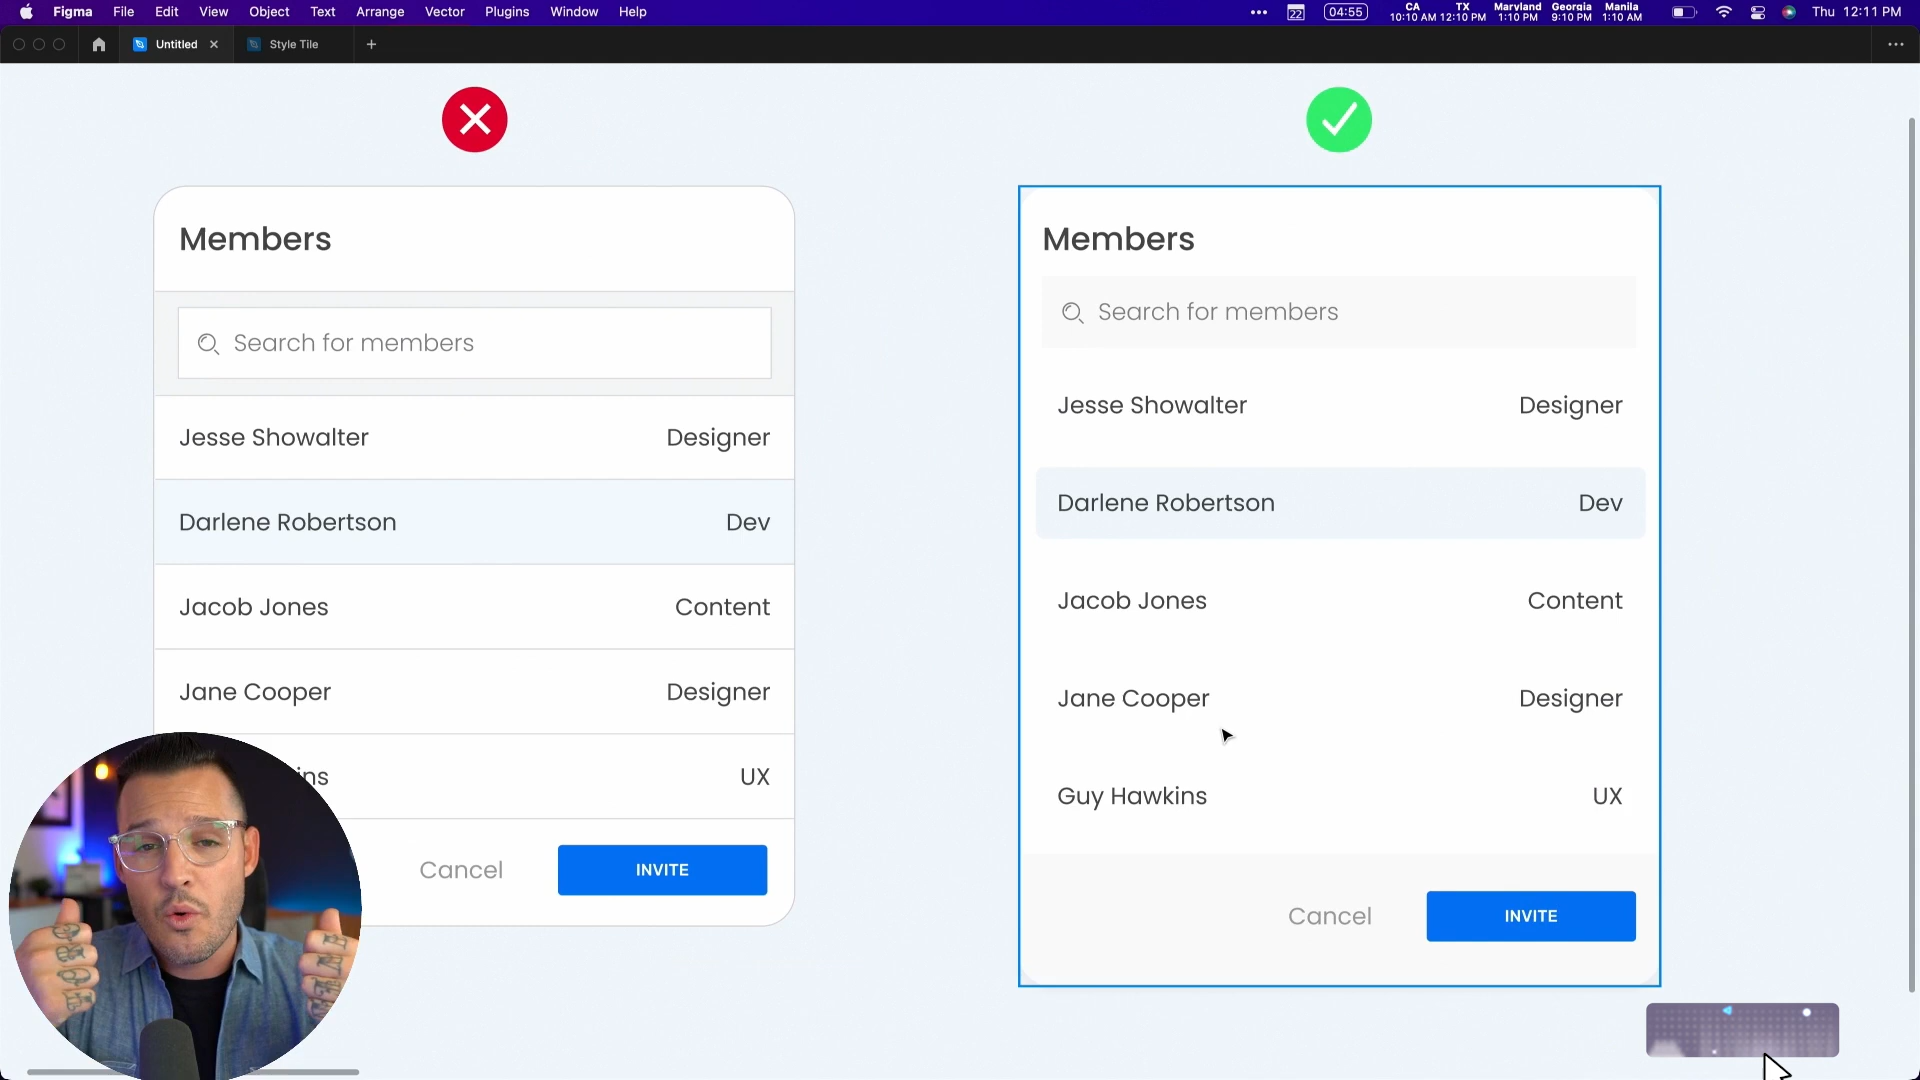 Figma File Edit View Object Text Arrange Vector Plugins Window Help
22 04:55 CA TX Maryland Georgia Manila Thu 12:11 PM
10:10 AM 12:10 PM 1:10 PM 9:10 PM 1:10 AM
Untitled Style Tile
Members
Search for members
Jesse Showalter Designer
Darlene Robertson Dev
Jacob Jones Content
Jane Cooper Designer
ins UX
Cancel INVITE
Members
Search for members
Jesse Showalter Designer
Darlene Robertson Dev
Jacob Jones Content
Jane Cooper Designer
Guy Hawkins UX
Cancel INVITE